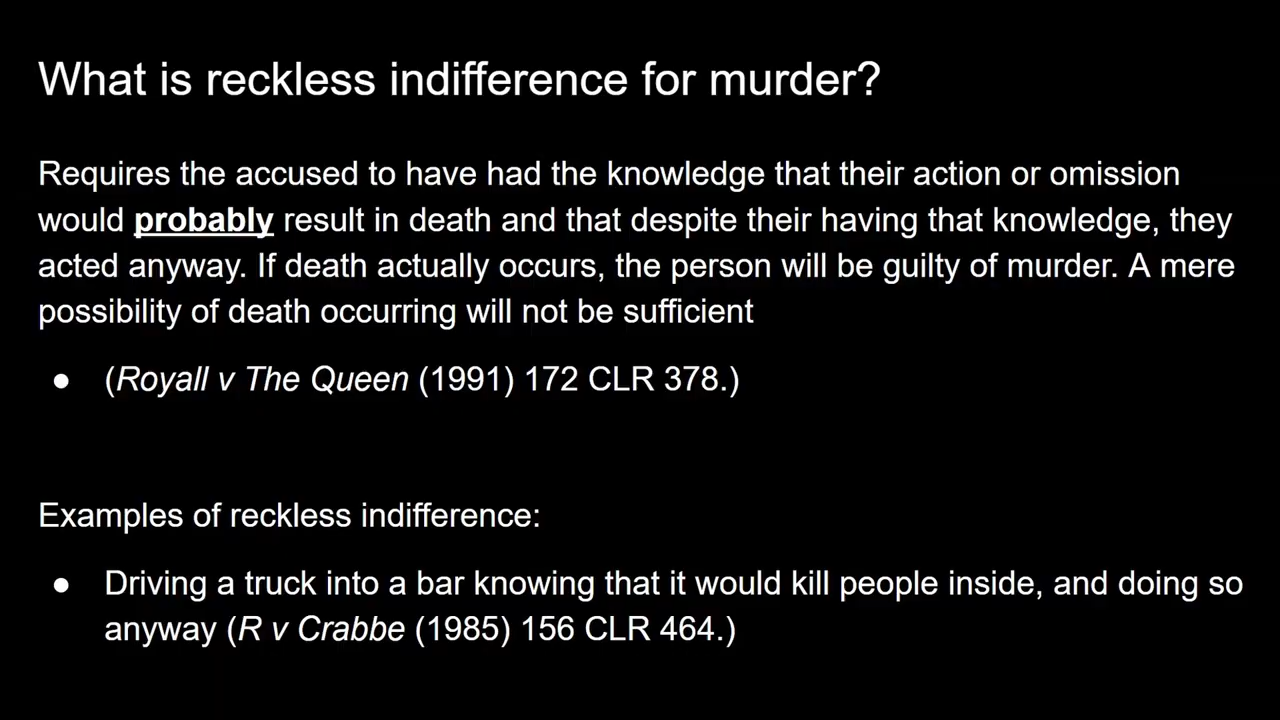 What is reckless indifference for murder?
Requires the accused to have had the knowledge that their action or omission
would probably result in death and that despite their having that knowledge, they
acted anyway. If death actually occurs, the person will be guilty of murder. A mere
possibility of death occurring will not be sufficient
● (Royall v The Queen (1991) 172 CLR 378.)
Examples of reckless indifference:
● Driving a truck into a bar knowing that it would kill people inside, and doing so
anyway (R v Crabbe (1985) 156 CLR 464.)